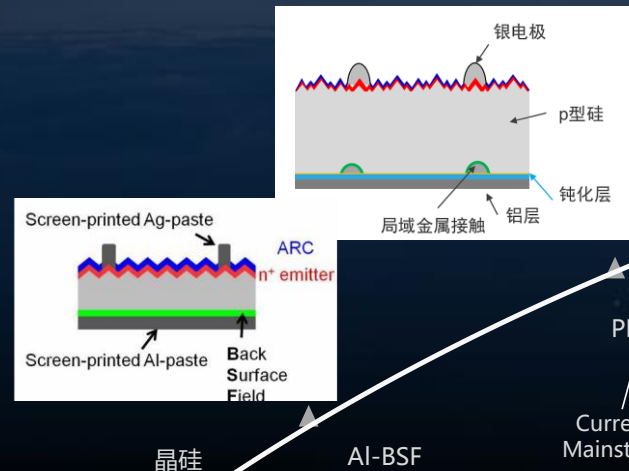 银电极
p型硅
钝化层
铝层
局域金属接触
Screen-printed Ag-paste
ARC
n⁺ emitter
Screen-printed Al-paste
Back
Surface
Field
晶硅
Al-BSF